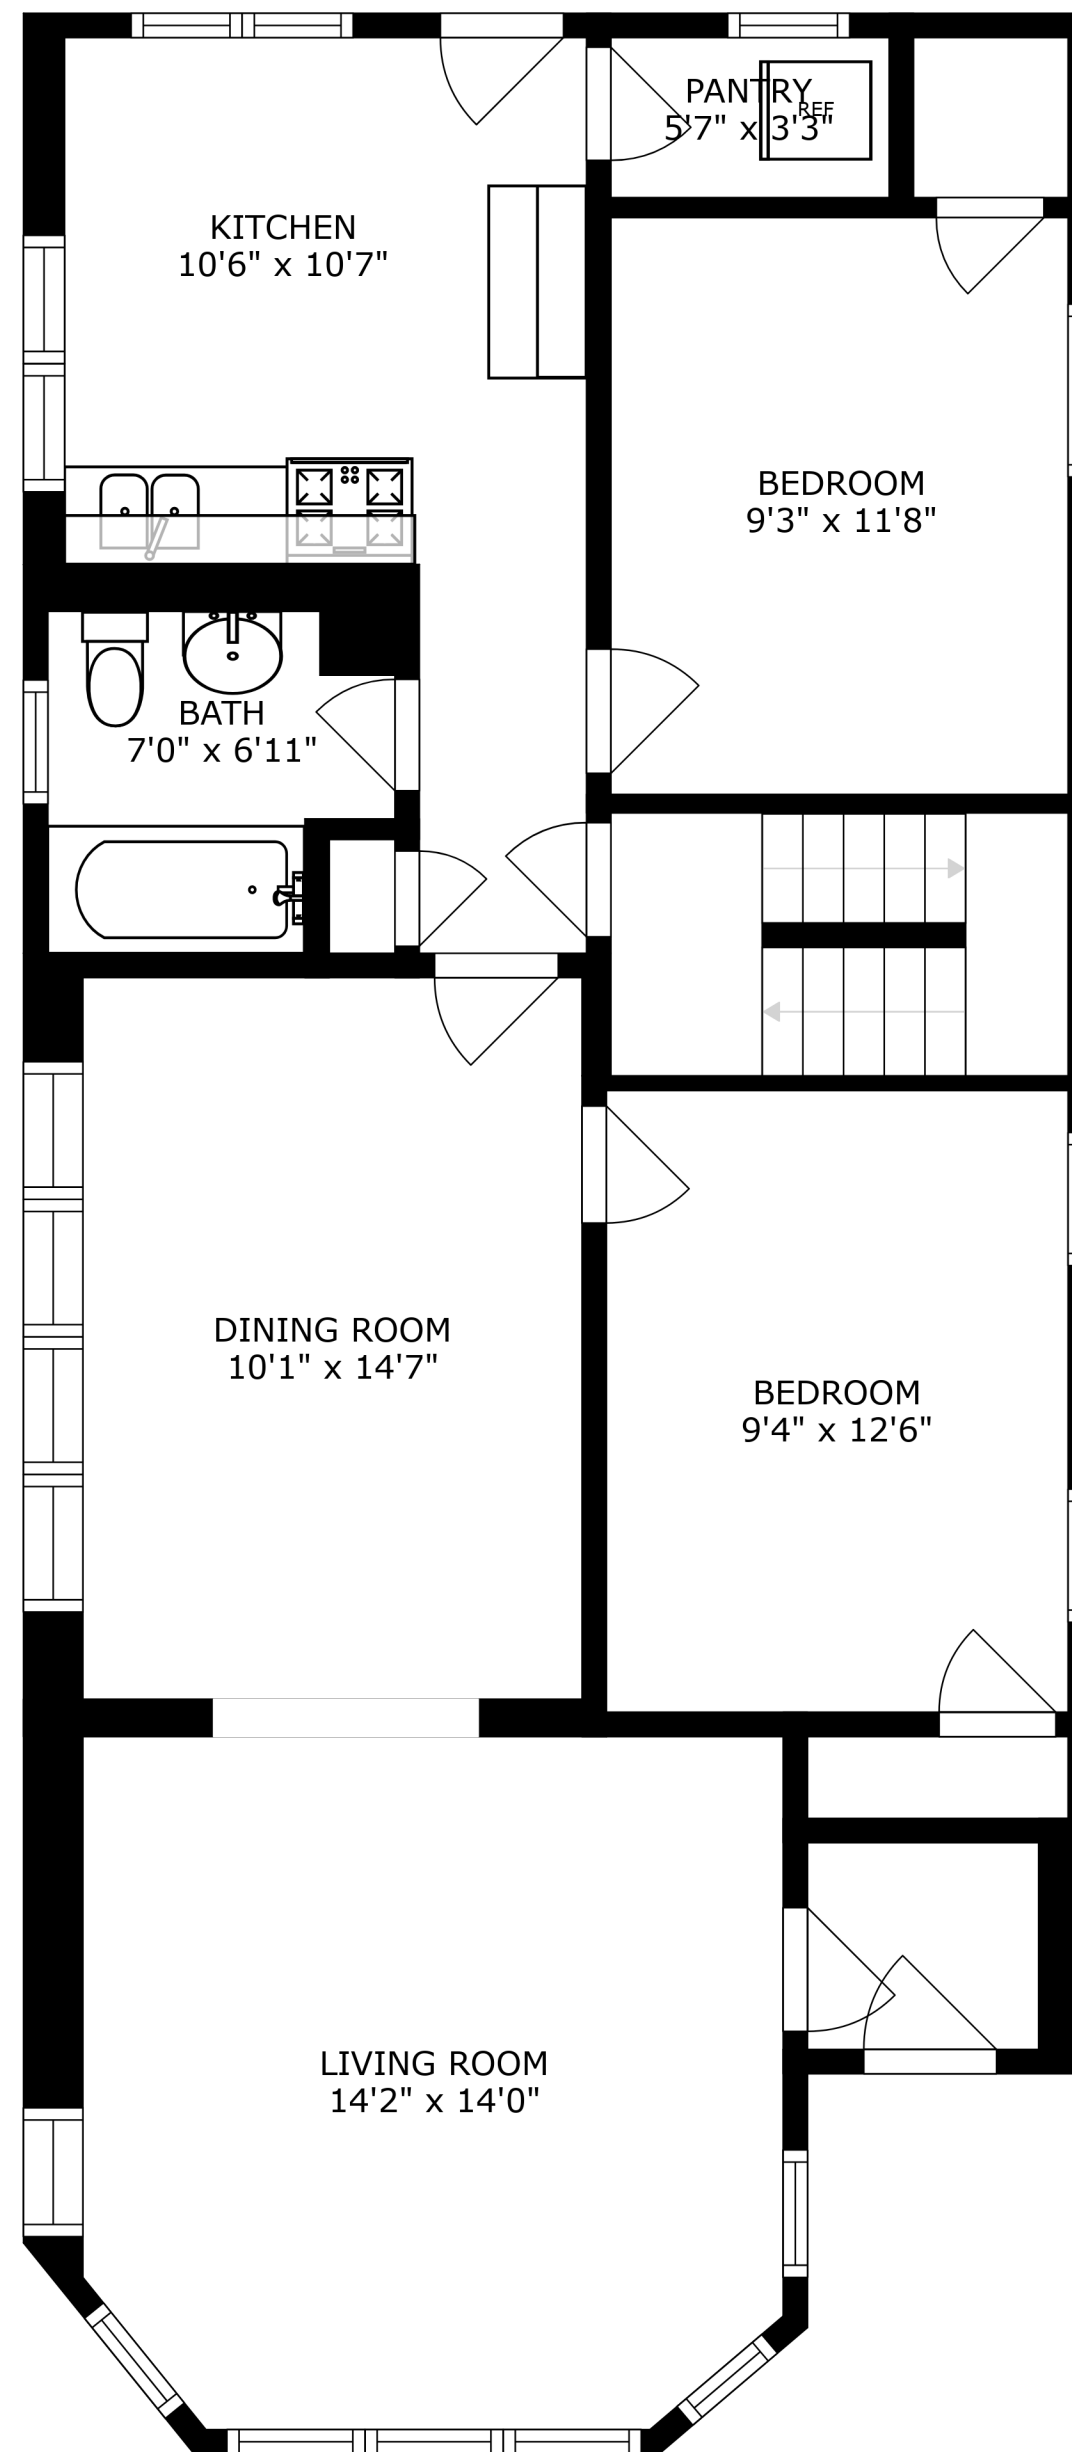 PANTRY
REF
5'7" x 3'3"
KITCHEN
10'6" x 10'7"
BEDROOM
9'3" x 11'8"
BATH
7'0" x 6'11"
DINING ROOM
10'1" x 14'7"
BEDROOM
9'4" x 12'6"
LIVING ROOM
14'2" x 14'0"